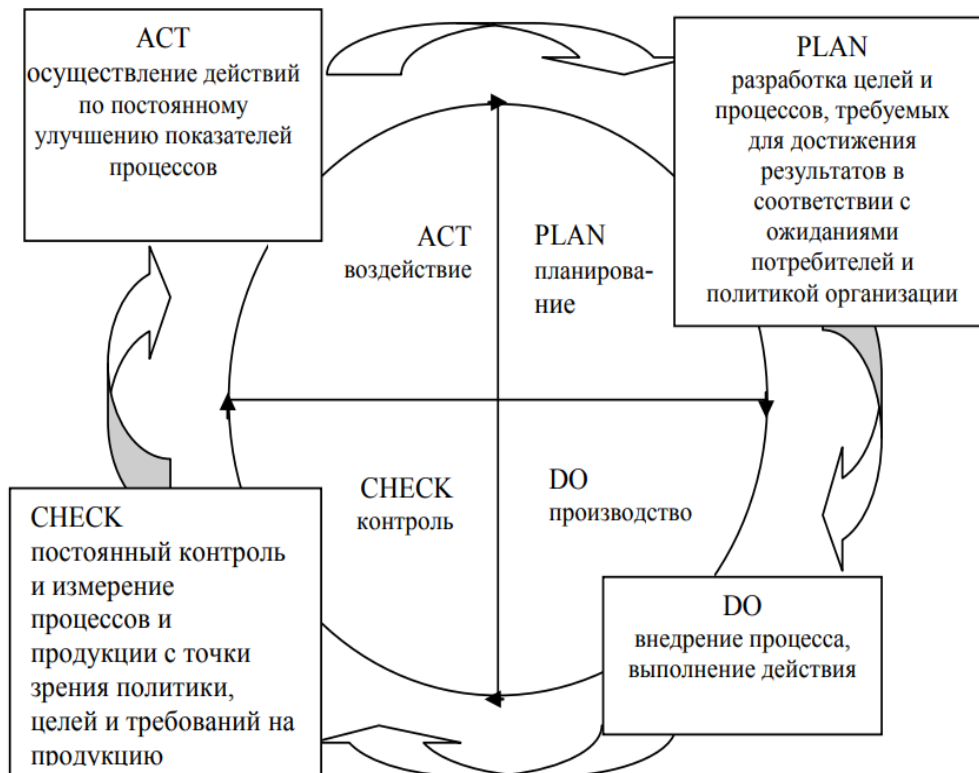 ACT
осуществление действий
по постоянному
улучшению показателей
процессов
PLAN
разработка целей и
процессов, требуемых
для достижения
результатов в
соответствии с
ожиданиями
потребителей и
политикой организации
ACT
воздействие
PLAN
планирова-
ние
CHECK
контроль
DO
производство
CHECK
постоянный контроль
и измерение
процессов и
продукции с точки
зрения политики,
целей и требований на
продукцию
DO
внедрение процесса,
выполнение действия